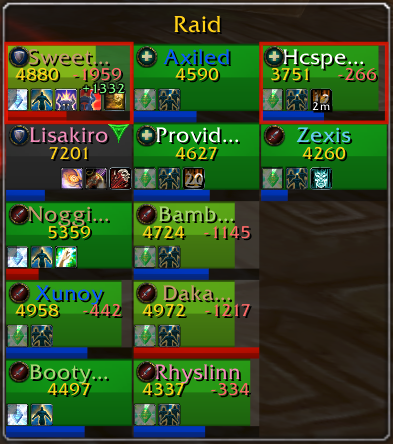 Raid
Sweet... Axiled Hcspe...
4880 -1959 4590 3751 -266
+1332
2m
Lisakiro Provid... Zexis
7201 4627 4260
20
Noggi... Bamb...
5359 4724 -1145
Xunoy Daka...
4958 -442 4972 -1217
Booty... Rhyslinn
4497 4337 -334